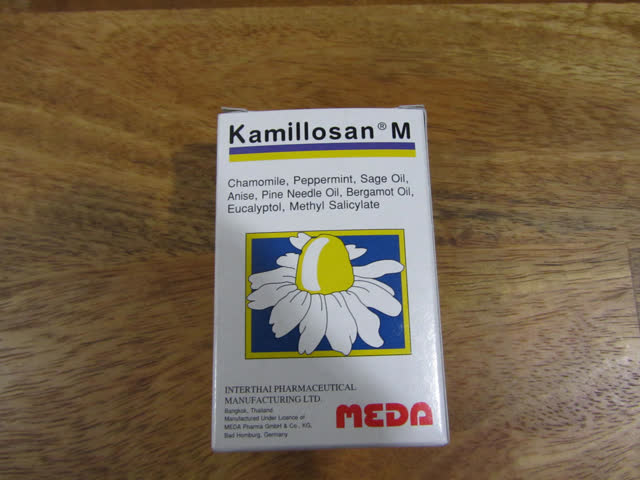 Kamillosan® M
Chamomile, Peppermint, Sage Oil,
Anise, Pine Needle Oil, Bergamot Oil,
Eucalyptol, Methyl Salicylate
INTERTHAI PHARMACEUTICAL
MANUFACTURING LTD.
Bangkok, Thailand
Manufactured Under Licence of
MEDA Pharma GmbH & Co., KG,
Bad Homburg, Germany
MEDA